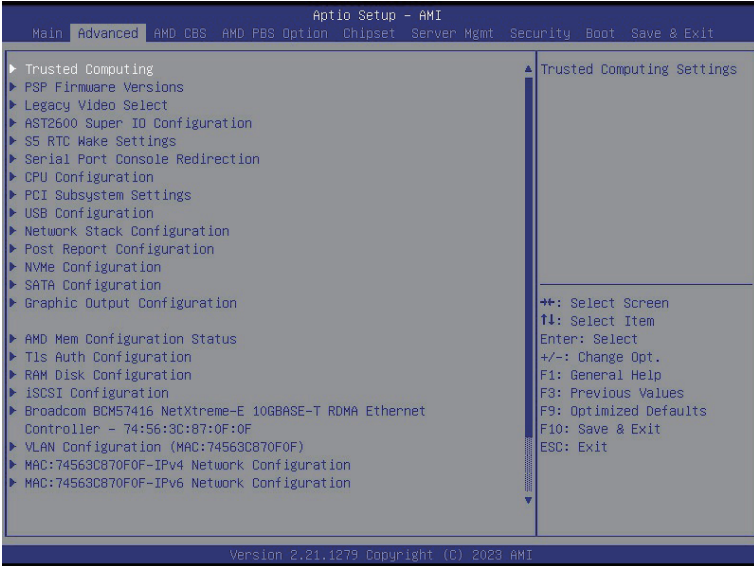 Aptio Setup – AMI
Main Advanced AMD CBS AMD PBS Option Chipset Server Mgmt Security Boot Save & Exit
Trusted Computing
PSP Firmware Versions
Legacy Video Select
AST2600 Super IO Configuration
S5 RTC Wake Settings
Serial Port Console Redirection
CPU Configuration
PCI Subsystem Settings
USB Configuration
Network Stack Configuration
Post Report Configuration
NVMe Configuration
SATA Configuration
Graphic Output Configuration
AMD Mem Configuration Status
Tls Auth Configuration
RAM Disk Configuration
iSCSI Configuration
Broadcom BCM57416 NetXtreme-E 10GBASE-T RDMA Ethernet
Controller – 74:56:3C:87:0F:0F
VLAN Configuration (MAC:74563C870F0F)
MAC:74563C870F0F-IPv4 Network Configuration
MAC:74563C870F0F-IPv6 Network Configuration
Trusted Computing Settings
→←: Select Screen
↑↓: Select Item
Enter: Select
+/-: Change Opt.
F1: General Help
F3: Previous Values
F9: Optimized Defaults
F10: Save & Exit
ESC: Exit
Version 2.21.1279 Copyright (C) 2023 AMI